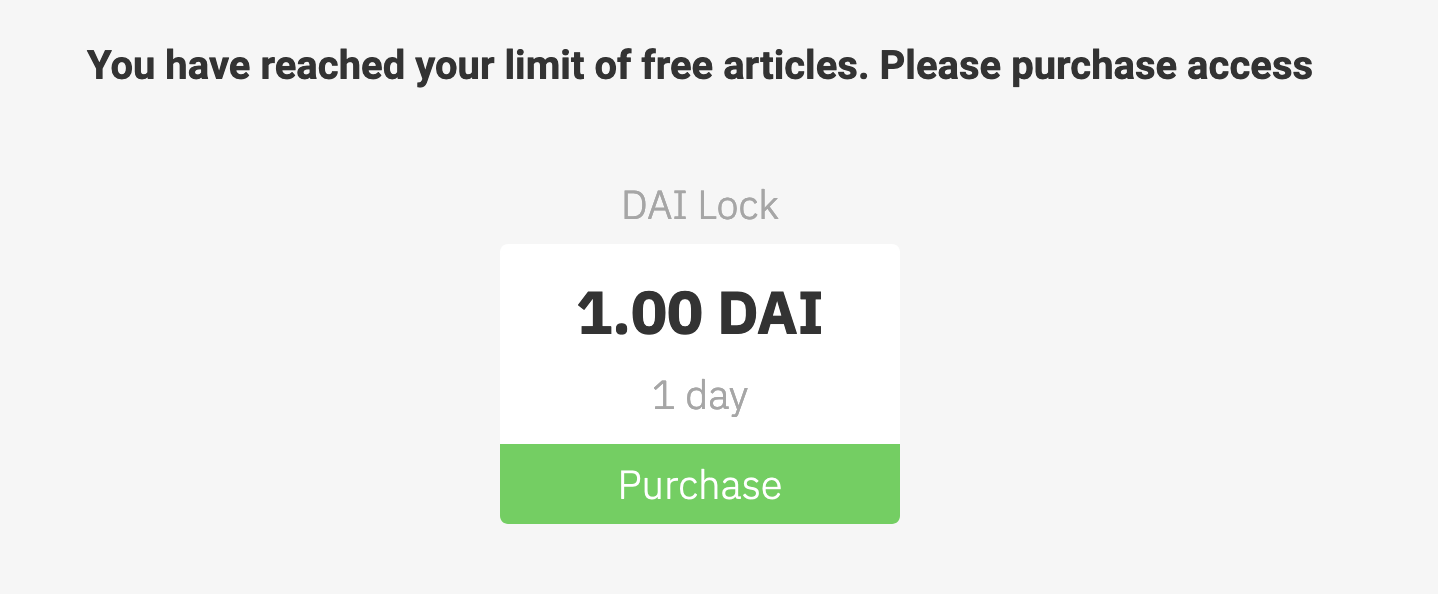 You have reached your limit of free articles. Please purchase access
DAI Lock
1.00 DAI
1 day
Purchase